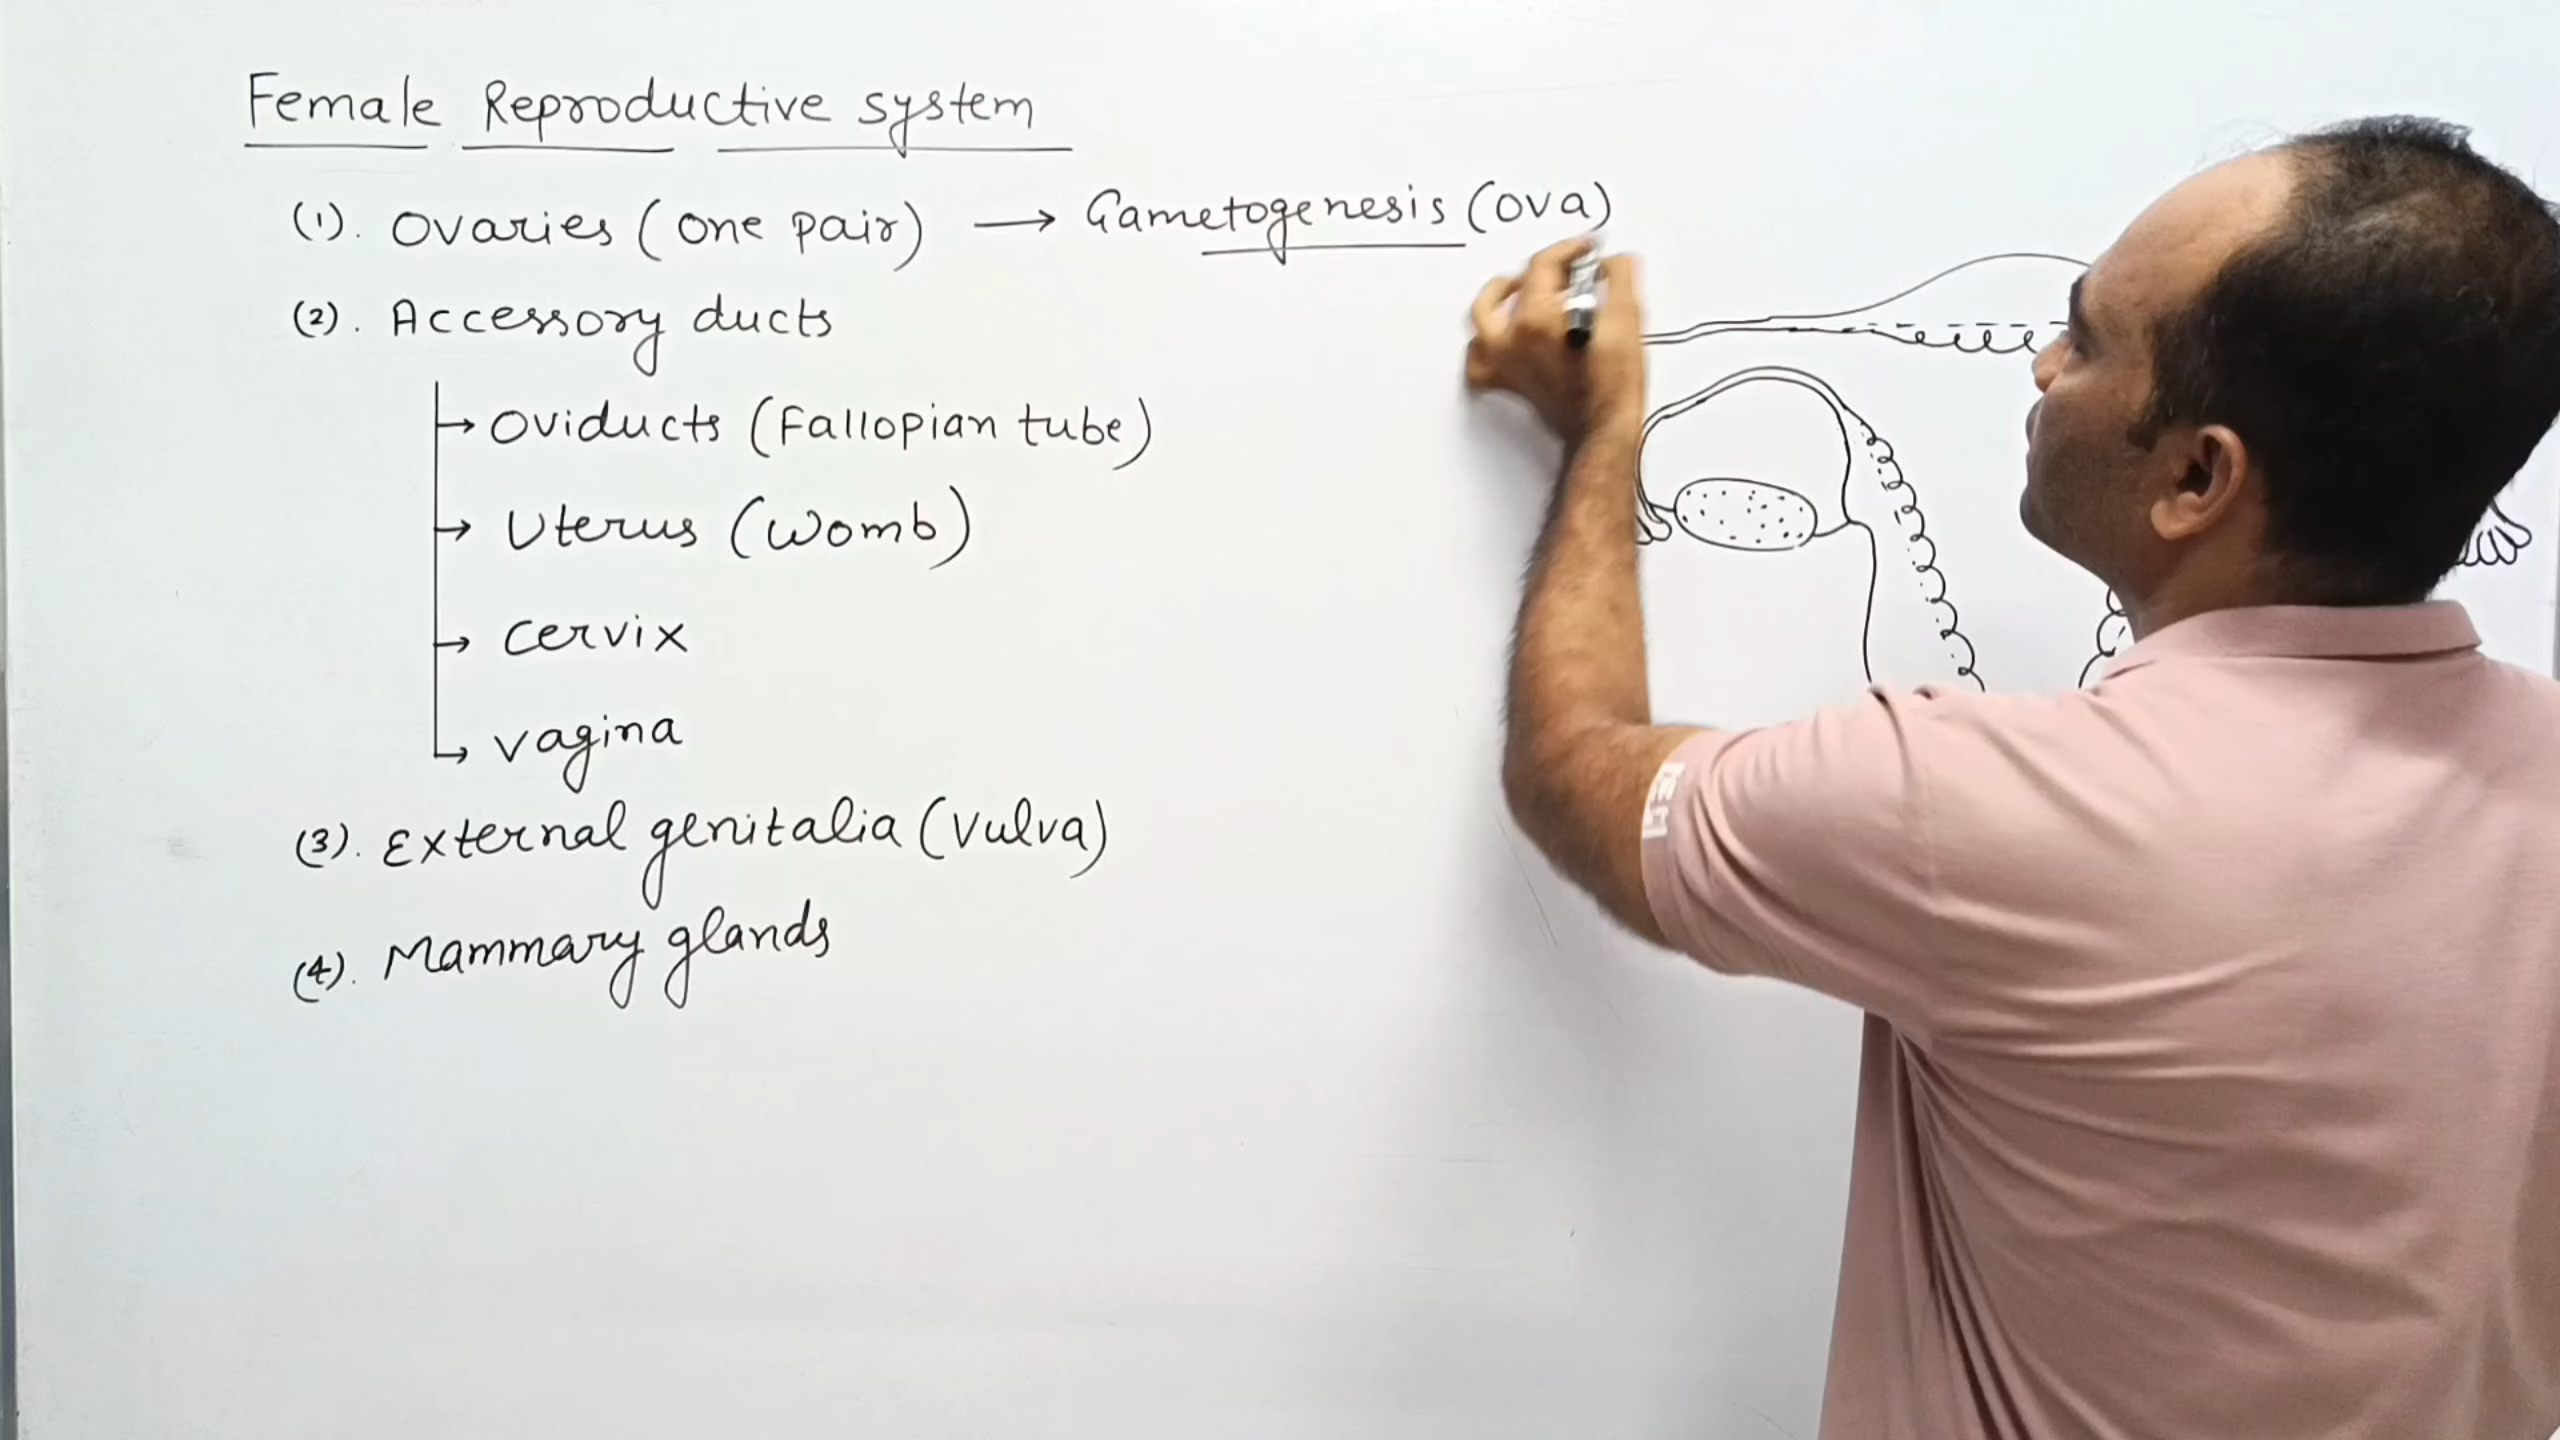 Female Reproductive system
(1). Ovaries (one pair) → Gametogenesis (ova)
(2). Accessory ducts
→ Oviducts (Fallopian tube)
→ Uterus (Womb)
→ cervix
→ vagina
(3). External genitalia (Vulva)
(4). Mammary glands